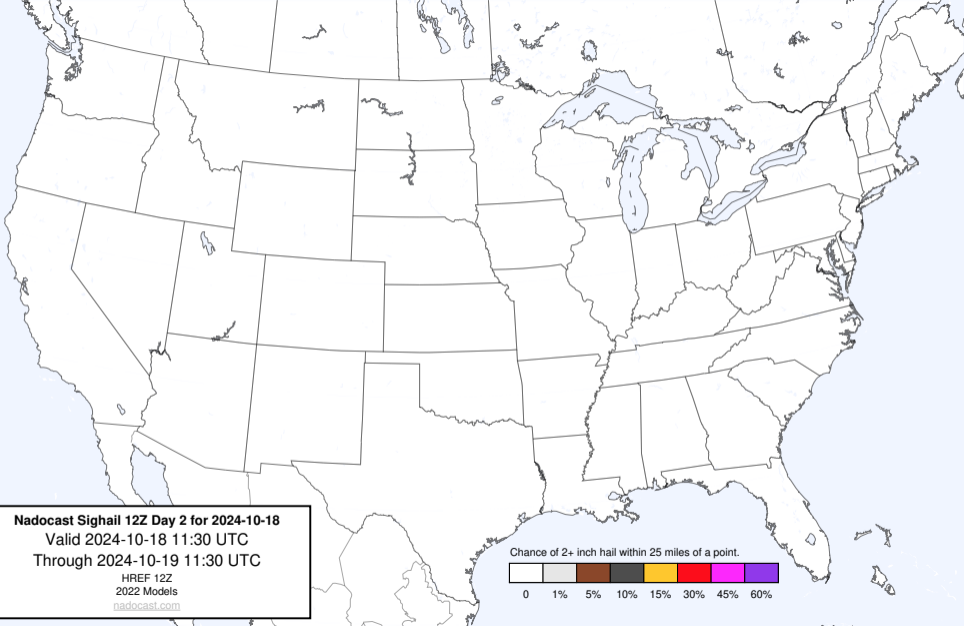 Nadocast Sighail 12Z Day 2 for 2024-10-18
Valid 2024-10-18 11:30 UTC
Through 2024-10-19 11:30 UTC
HREF 12Z
2022 Models
nadocast.com
Chance of 2+ inch hail within 25 miles of a point.
0 1% 5% 10% 15% 30% 45% 60%